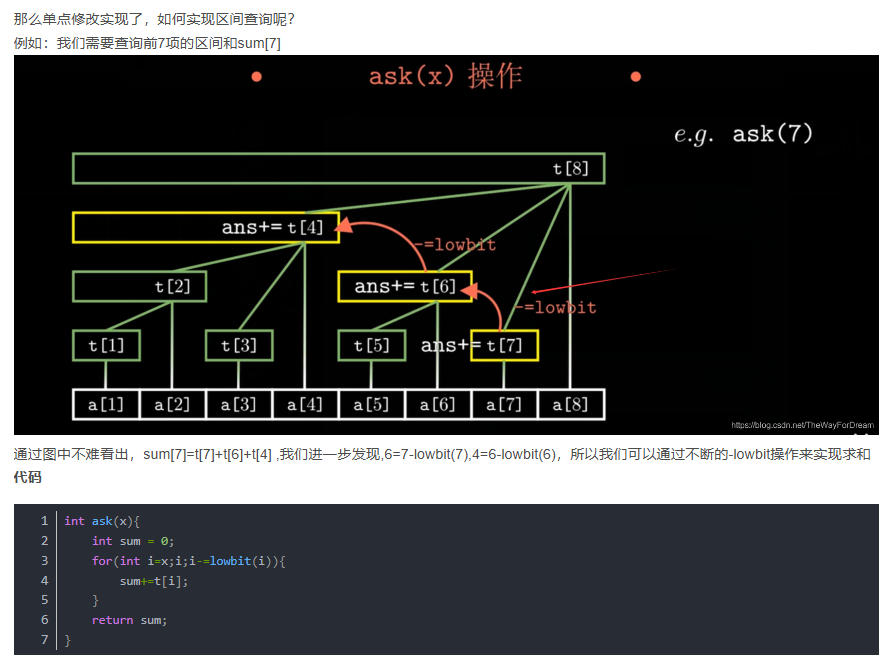 那么单点修改实现了，如何实现区间查询呢？
例如：我们需要查询前7项的区间和sum[7]
ask(x) 操作
e.g. ask(7)
t[8]
ans+= t[4]
-=lowbit
t[2]
ans+= t[6]
-=lowbit
t[1]
t[3]
t[5]
ans+= t[7]
a[1] a[2] a[3] a[4] a[5] a[6] a[7] a[8]
https://blog.csdn.net/TheWayForDream
通过图中不难看出，sum[7]=t[7]+t[6]+t[4] ,我们进一步发现,6=7-lowbit(7),4=6-lowbit(6)，所以我们可以通过不断的-lowbit操作来实现求和
代码
1 int ask(x){
2 int sum = 0;
3 for(int i=x;i;i-=lowbit(i)){
4 sum+=t[i];
5 }
6 return sum;
7 }